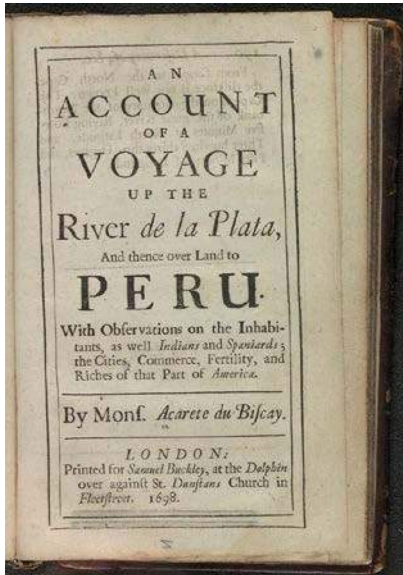 AN
ACCOUNT
OF A
VOYAGE
UP THE
River de la Plata,
And thence over Land to
PERU.
With Obſervations on the Inhabi-
tants, as well Indians and Spaniards;
the Cities, Commerce, Fertility, and
Riches of that Part of America.
By Monſ. Acarete du Biſcay.
LONDON:
Printed for Samuel Buckley, at the Dolphin
over againſt St. Dunſtans Church in
Fleetſtreet. 1698.